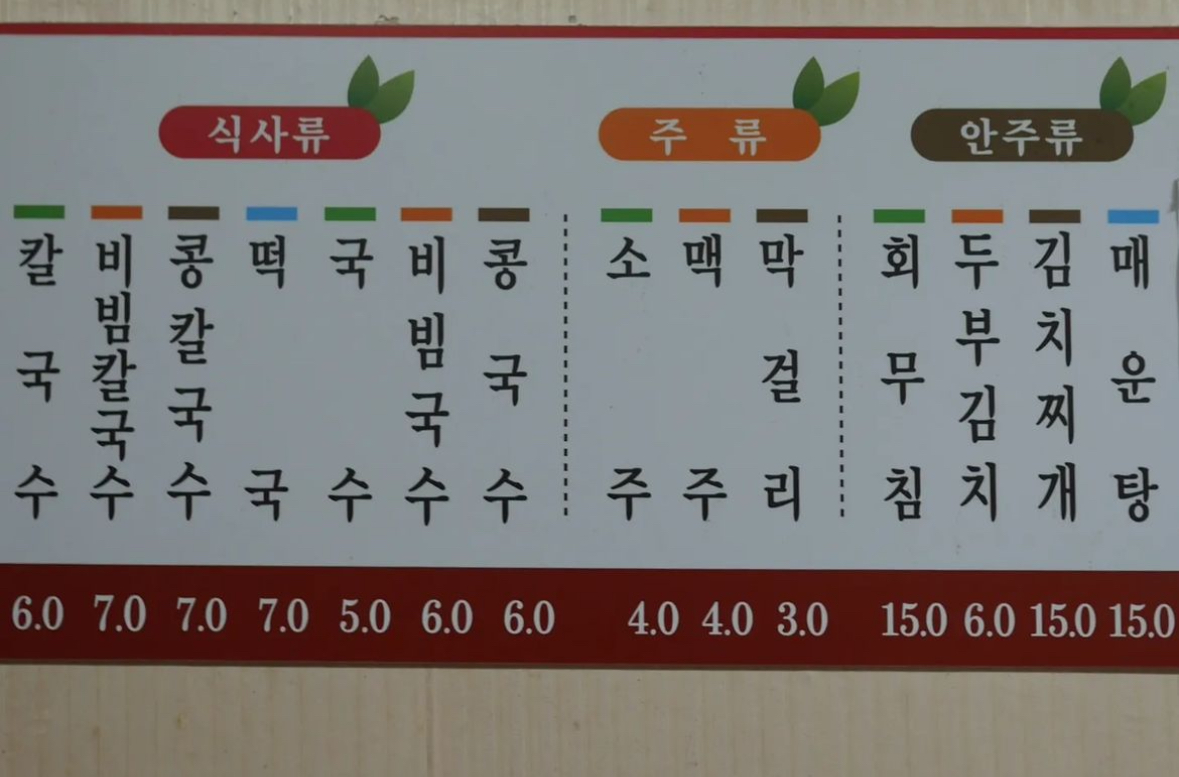 식사류
칼국수 6.0
비빔칼국수 7.0
콩칼국수 7.0
떡국 7.0
국수 5.0
비빔국수 6.0
콩국수 6.0
주 류
소주 4.0
맥주 4.0
막걸리 3.0
안주류
회무침 15.0
두부김치 6.0
김치찌개 15.0
매운탕 15.0